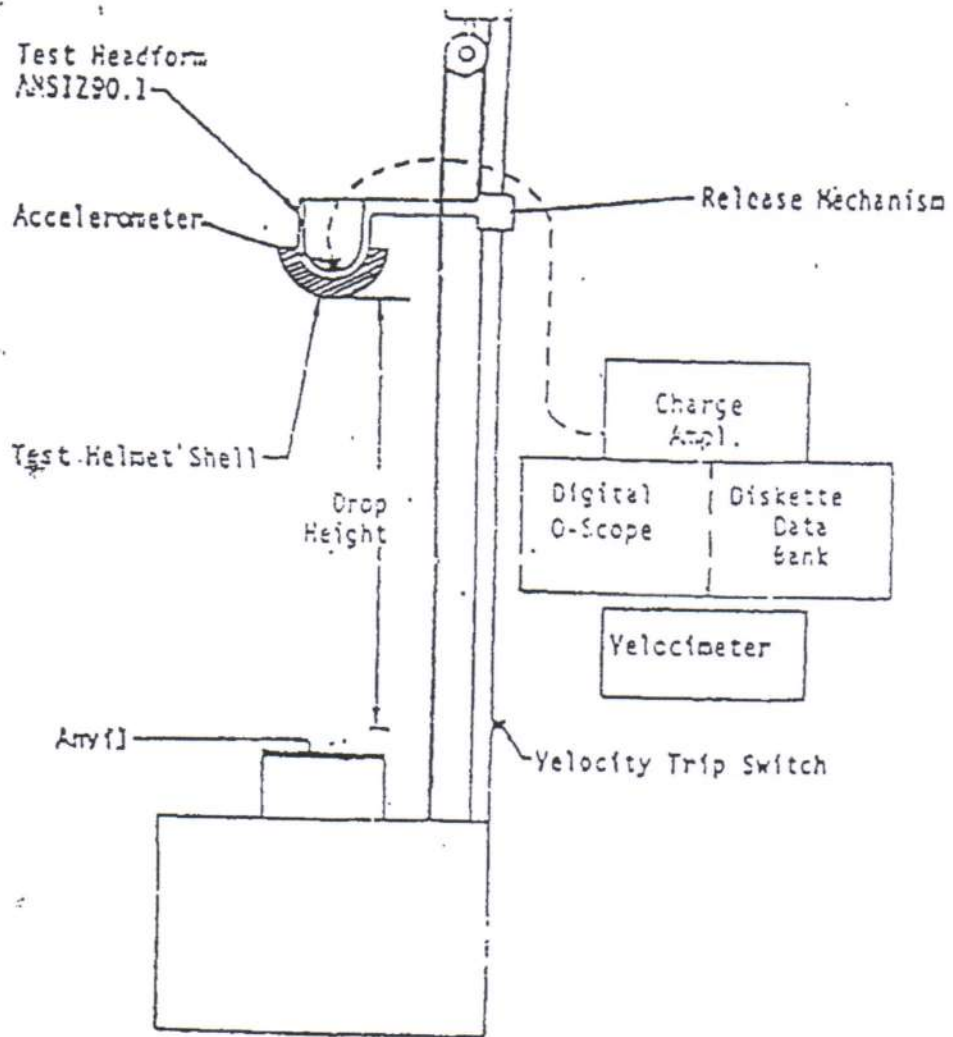 Test Headform
ANSIZ90.1
Accelerometer
Release Mechanism
Charge
Ampl.
Test Helmet Shell
Digital
O-Scope
Diskette
Data
Bank
Drop
Height
Velocimeter
Anvil
Velocity Trip Switch